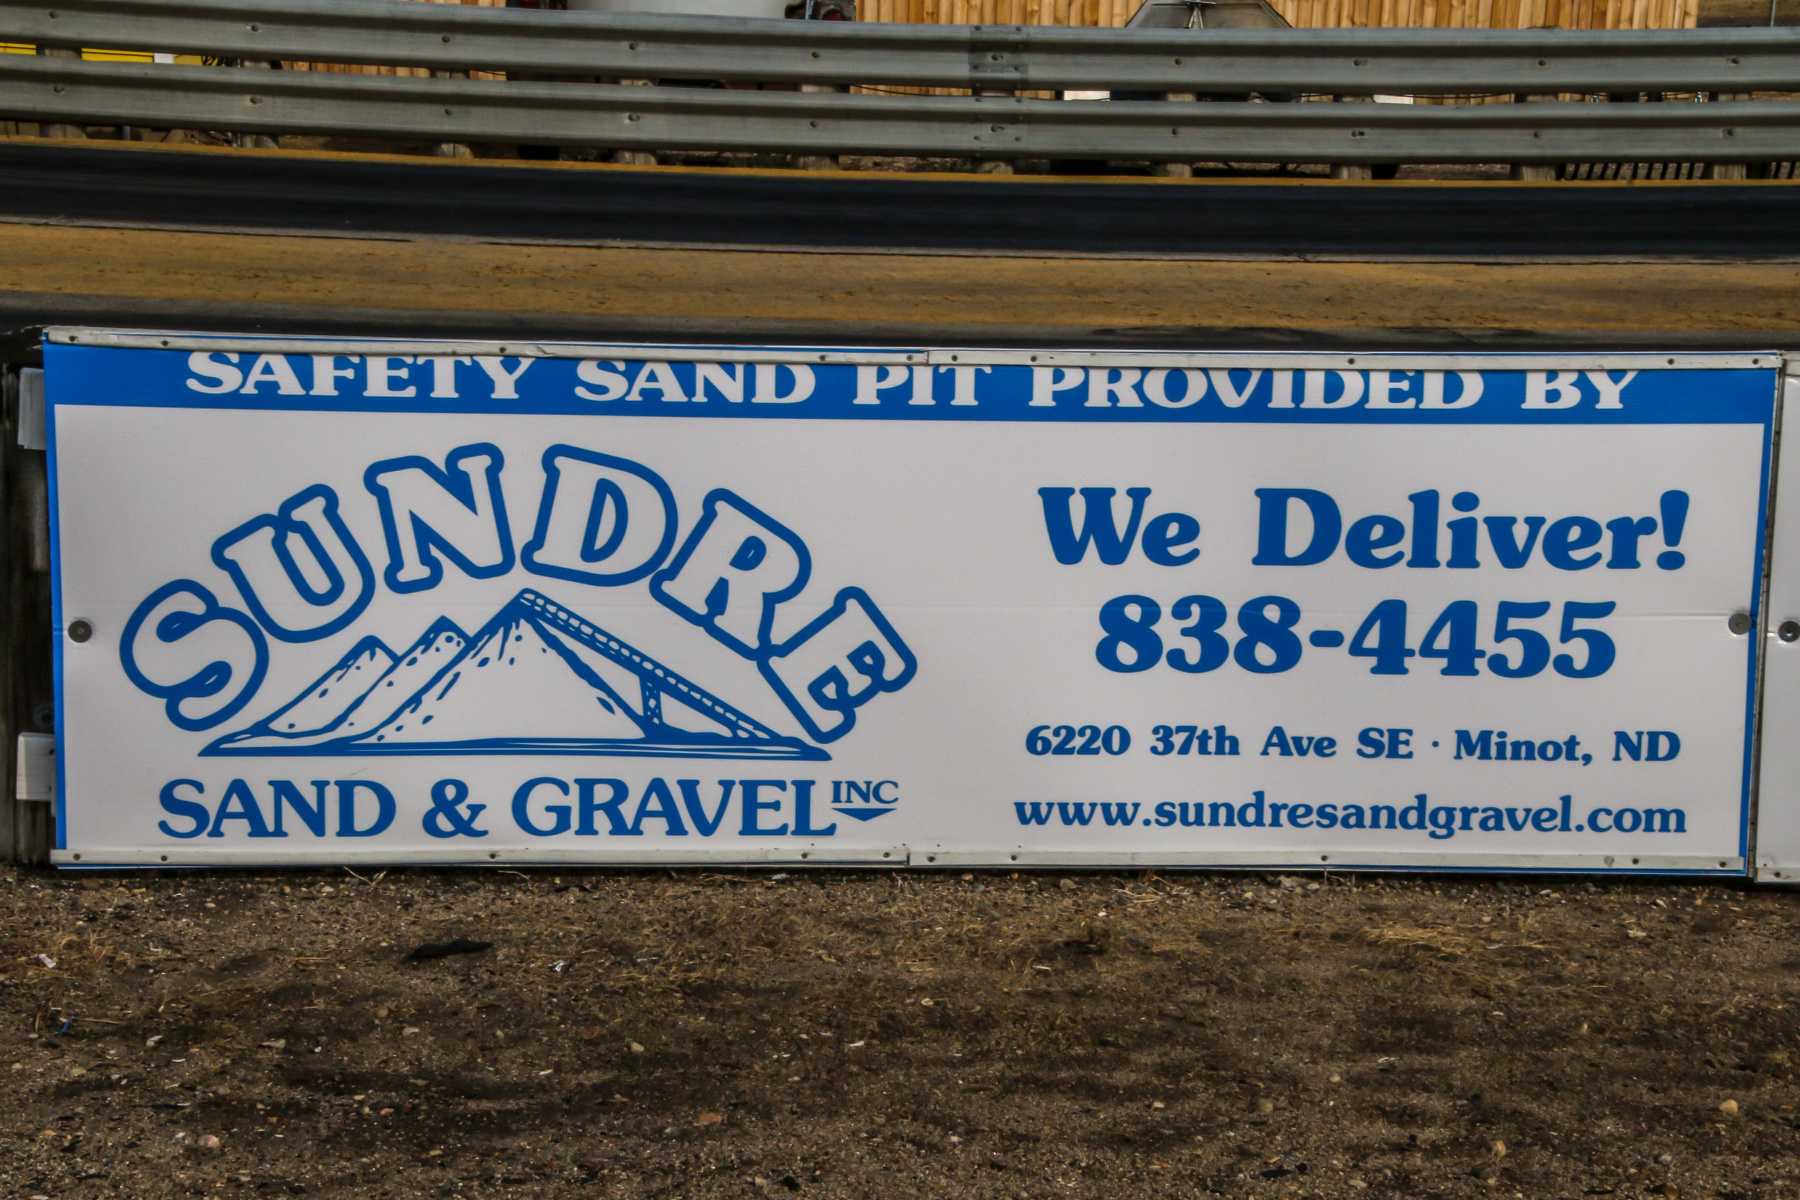 SAFETY SAND PIT PROVIDED BY
SUNDRE
SAND & GRAVEL INC
We Deliver!
838-4455
6220 37th Ave SE · Minot, ND
www.sundresandgravel.com